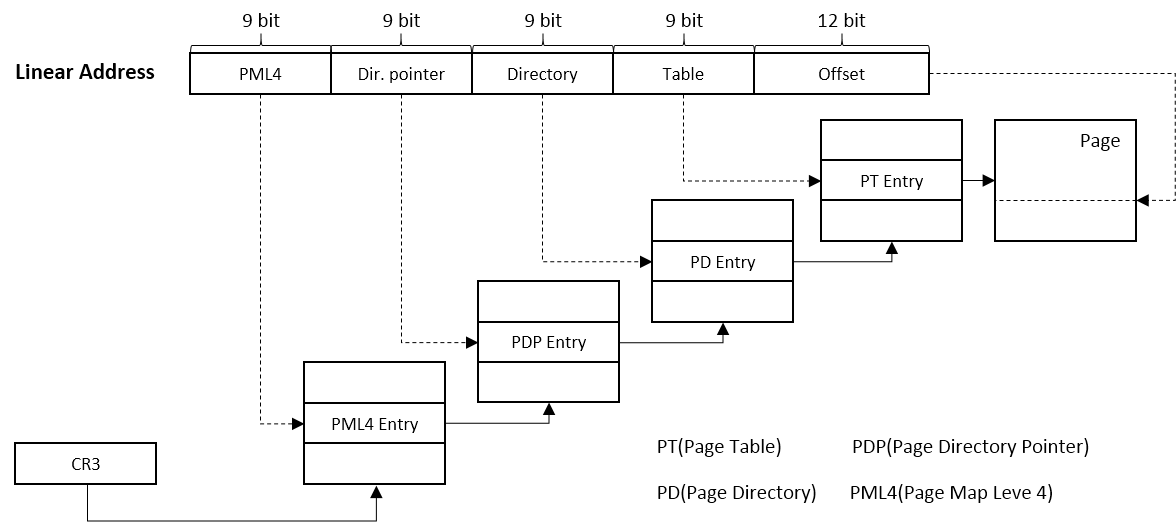 9 bit 9 bit 9 bit 9 bit 12 bit
Linear Address PML4 Dir. pointer Directory Table Offset
Page
PT Entry
PD Entry
PDP Entry
PML4 Entry
CR3
PT(Page Table) PDP(Page Directory Pointer)
PD(Page Directory) PML4(Page Map Leve 4)